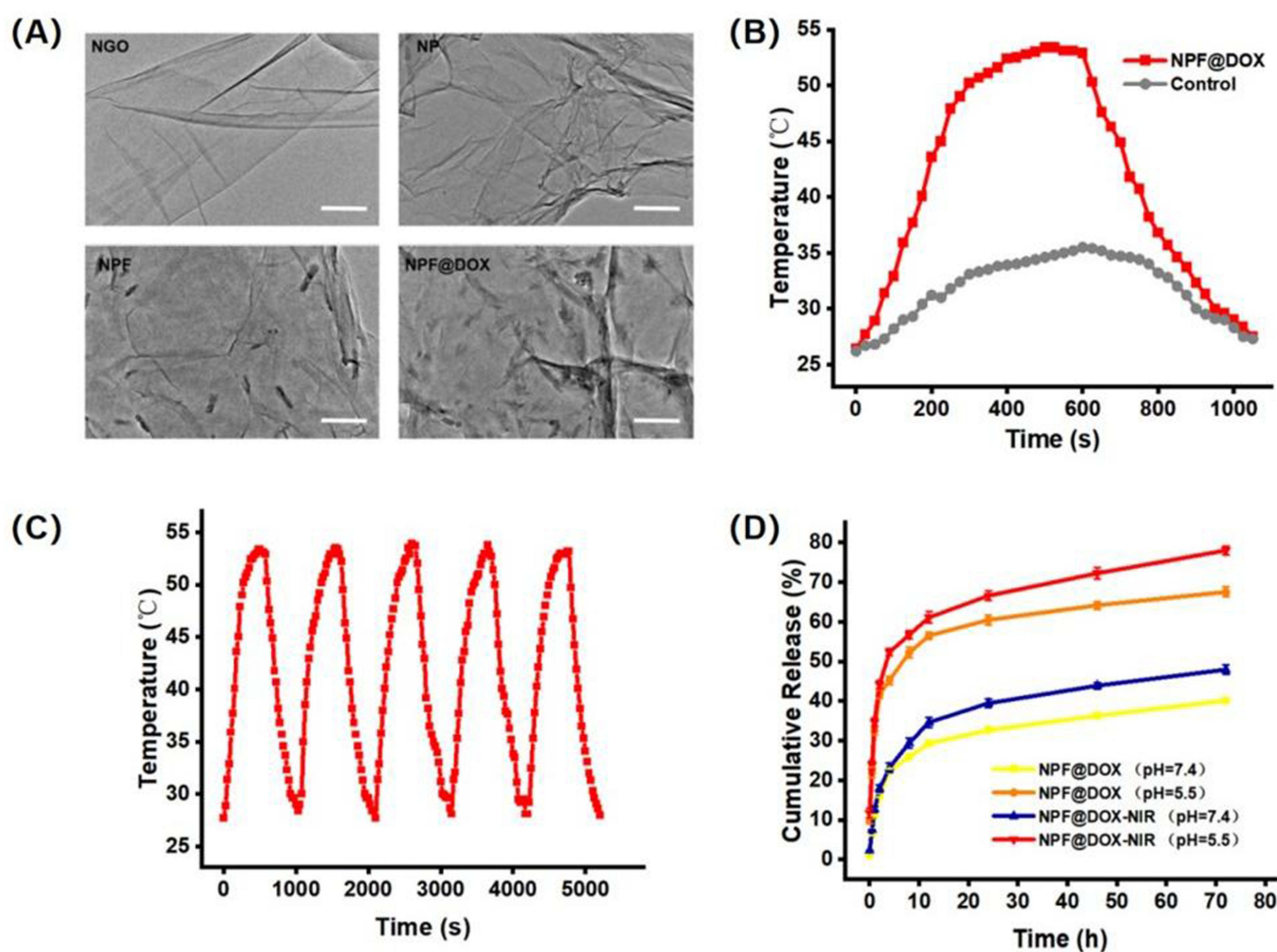 (A)
NGO
NP
NPF
NPF@DOX
(B)
Temperature (℃)
55
50
45
40
35
30
25
NPF@DOX
Control
0 200 400 600 800 1000
Time (s)
(C)
Temperature (℃)
55
50
45
40
35
30
25
0 1000 2000 3000 4000 5000
Time (s)
(D)
Cumulative Release (%)
80
70
60
50
40
30
20
10
0
NPF@DOX （pH=7.4）
NPF@DOX （pH=5.5）
NPF@DOX-NIR （pH=7.4）
NPF@DOX-NIR （pH=5.5）
0 10 20 30 40 50 60 70 80
Time (h)